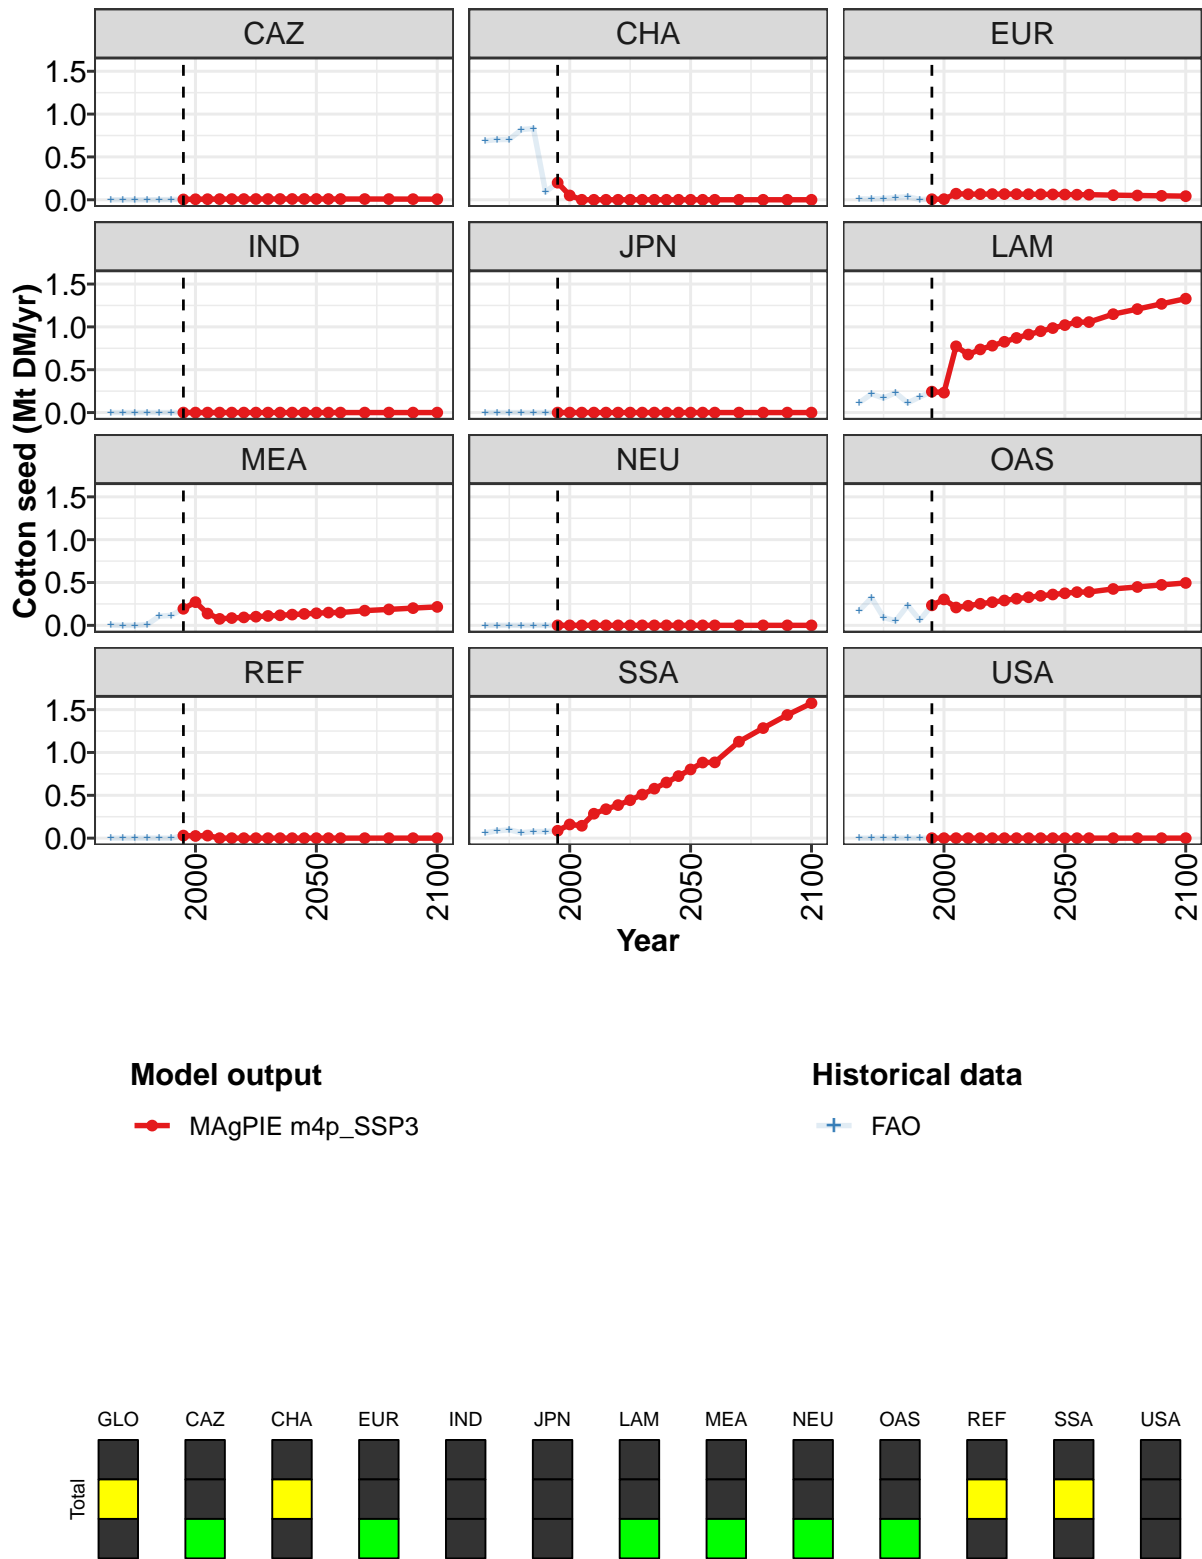 CAZ CHA EUR
1.5
1.0
0.5
0.0
IND JPN LAM
1.5
1.0
0.5
0.0
MEA NEU OAS
1.5
1.0
0.5
0.0
REF SSA USA
1.5
1.0
0.5
0.0
Cotton seed (Mt DM/yr)
2000 2050 2100 2000 2050 2100 2000 2050 2100
Year
Model output Historical data
MAgPIE m4p_SSP3 FAO
GLO CAZ CHA EUR IND JPN LAM MEA NEU OAS REF SSA USA
Total